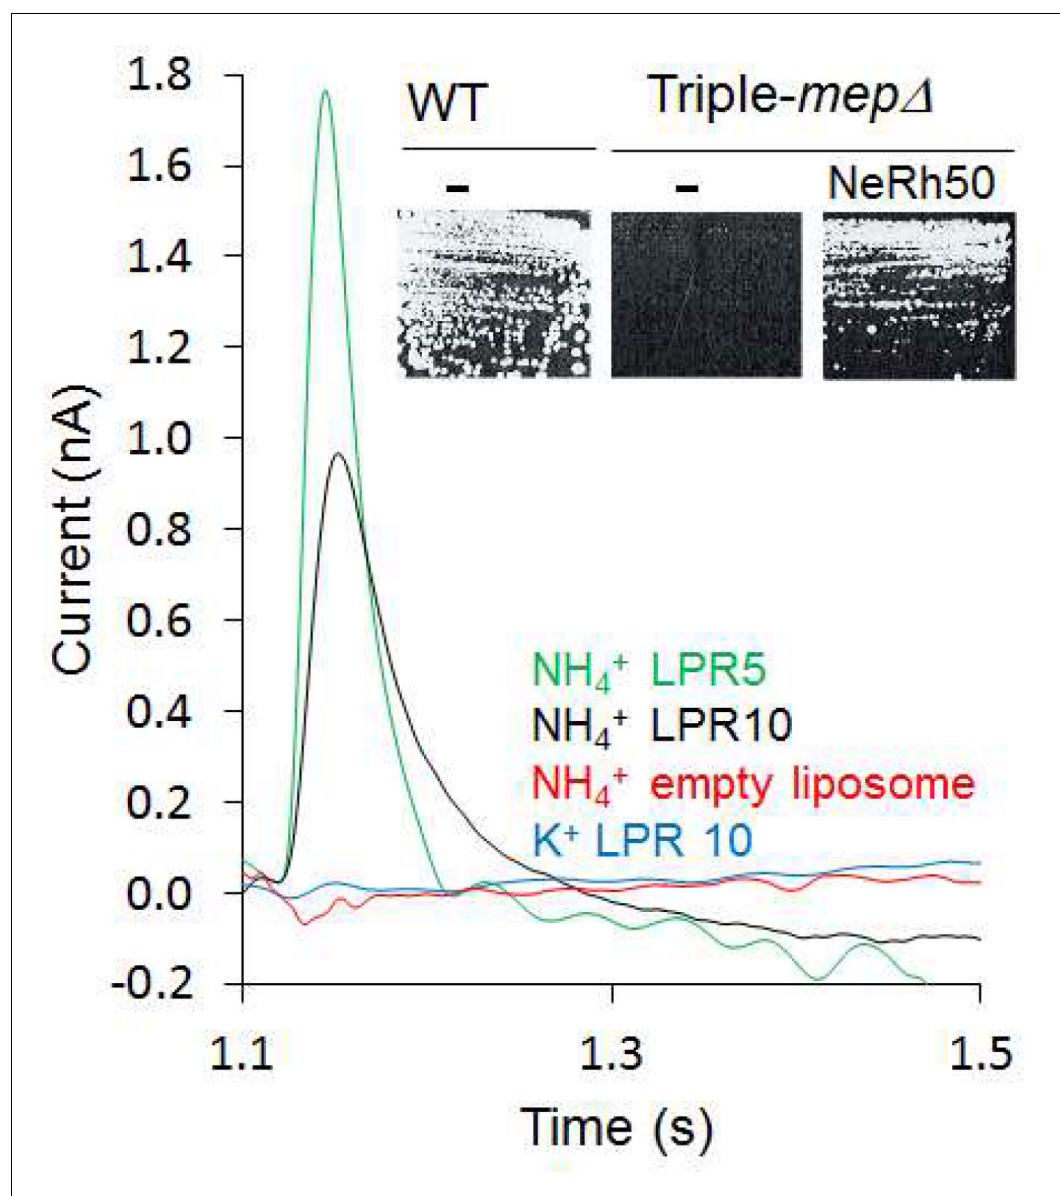 WT Triple-mepΔ
- - NeRh50
1.8
1.6
1.4
1.2
1.0
0.8
0.6
0.4
0.2
0.0
-0.2
Current (nA)
NH₄⁺ LPR5
NH₄⁺ LPR10
NH₄⁺ empty liposome
K⁺ LPR 10
1.1 1.3 1.5
Time (s)